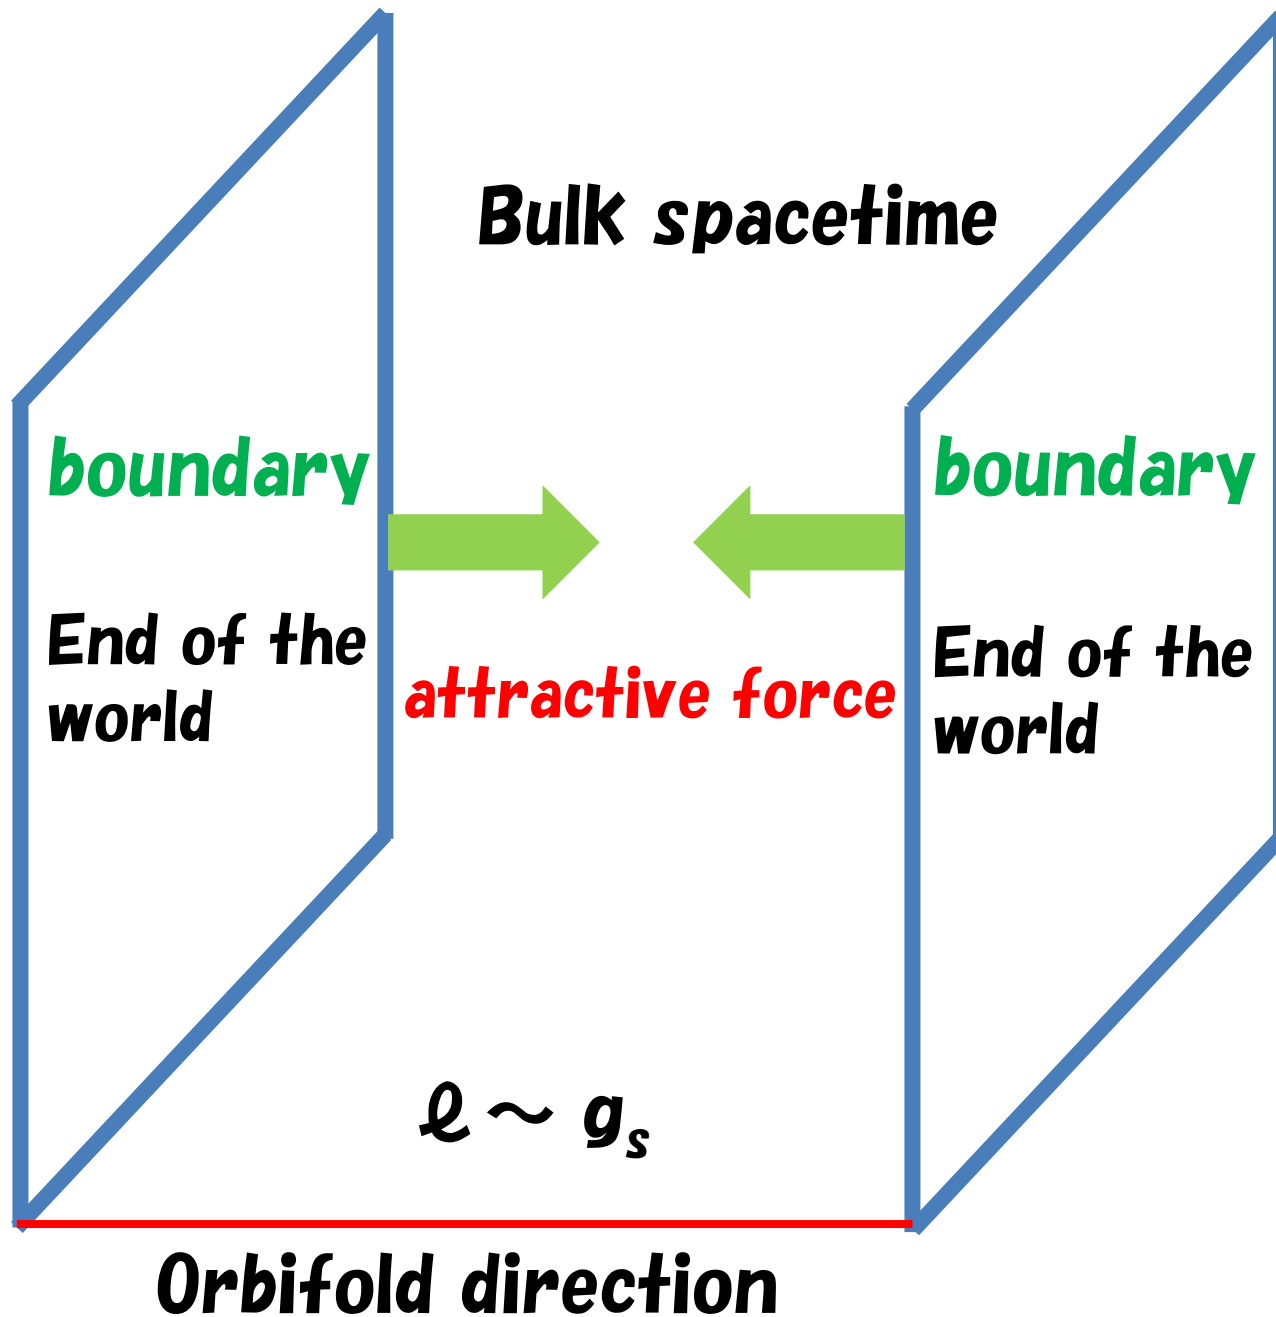 Bulk spacetime
boundary
boundary
End of the
world
End of the
world
attractive force
ℓ ~ gₛ
Orbifold direction